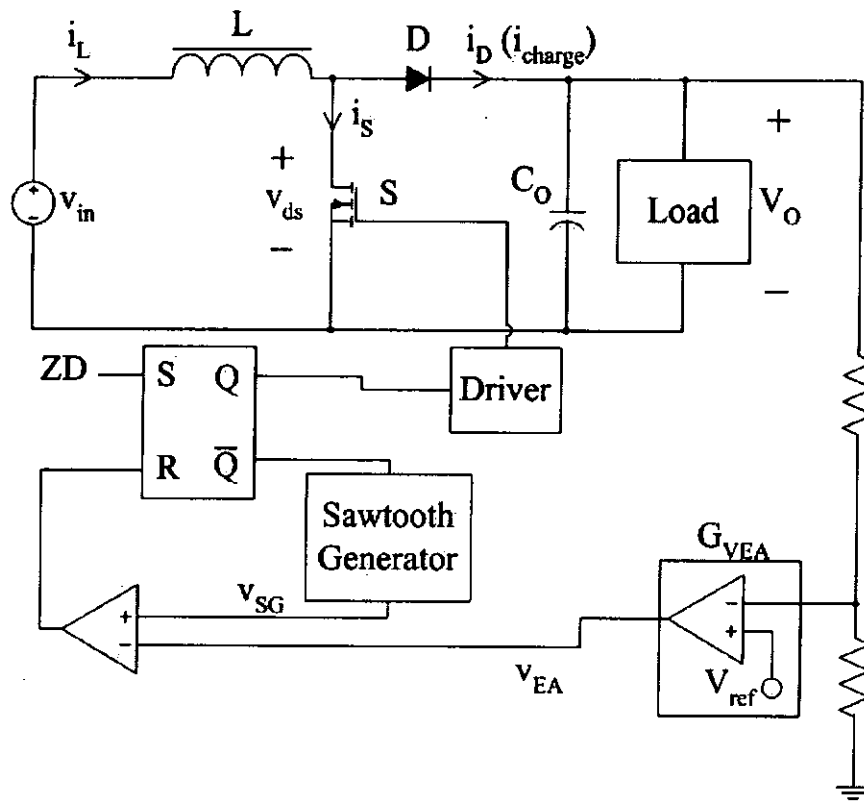 i_L
L
D
i_D (i_charge)
i_S
+
v_ds
−
S
+
−
v_in
C_O
Load
+
V_O
−
ZD
S
Q
R
Q̅
Driver
Sawtooth
Generator
G_VEA
v_SG
+
−
v_EA
−
+
V_ref